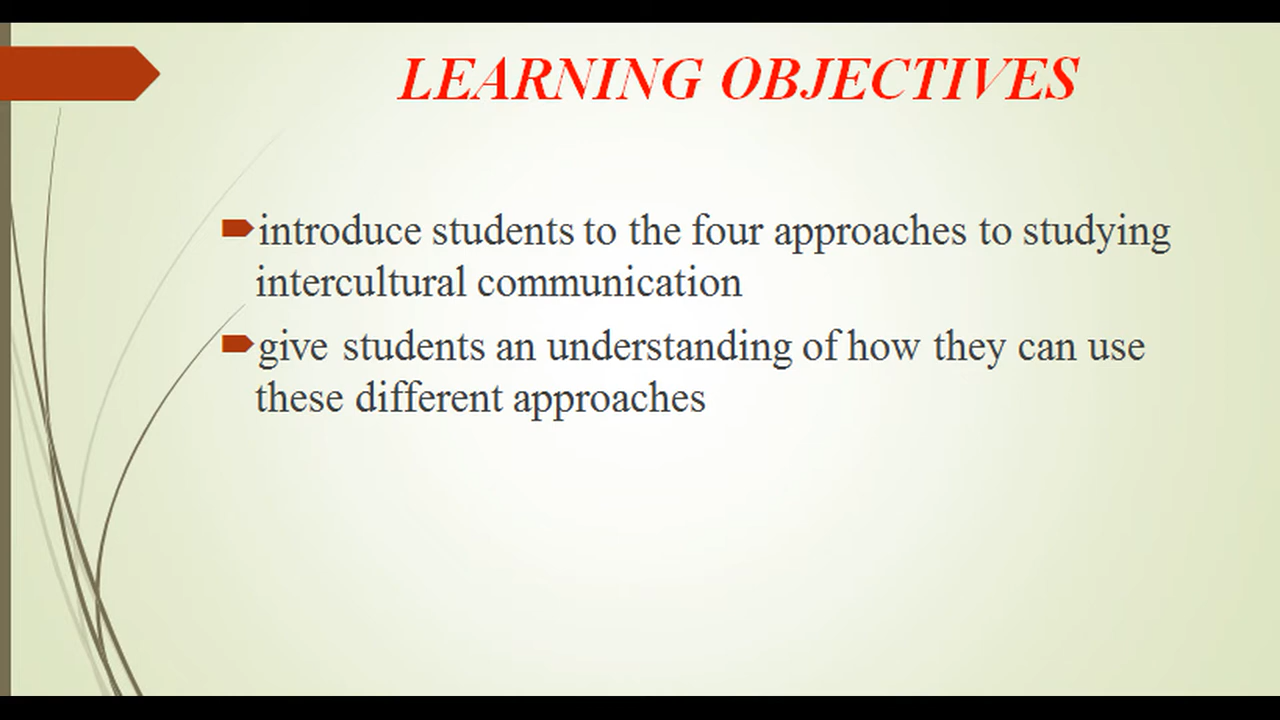 LEARNING OBJECTIVES
introduce students to the four approaches to studying
intercultural communication
give students an understanding of how they can use
these different approaches